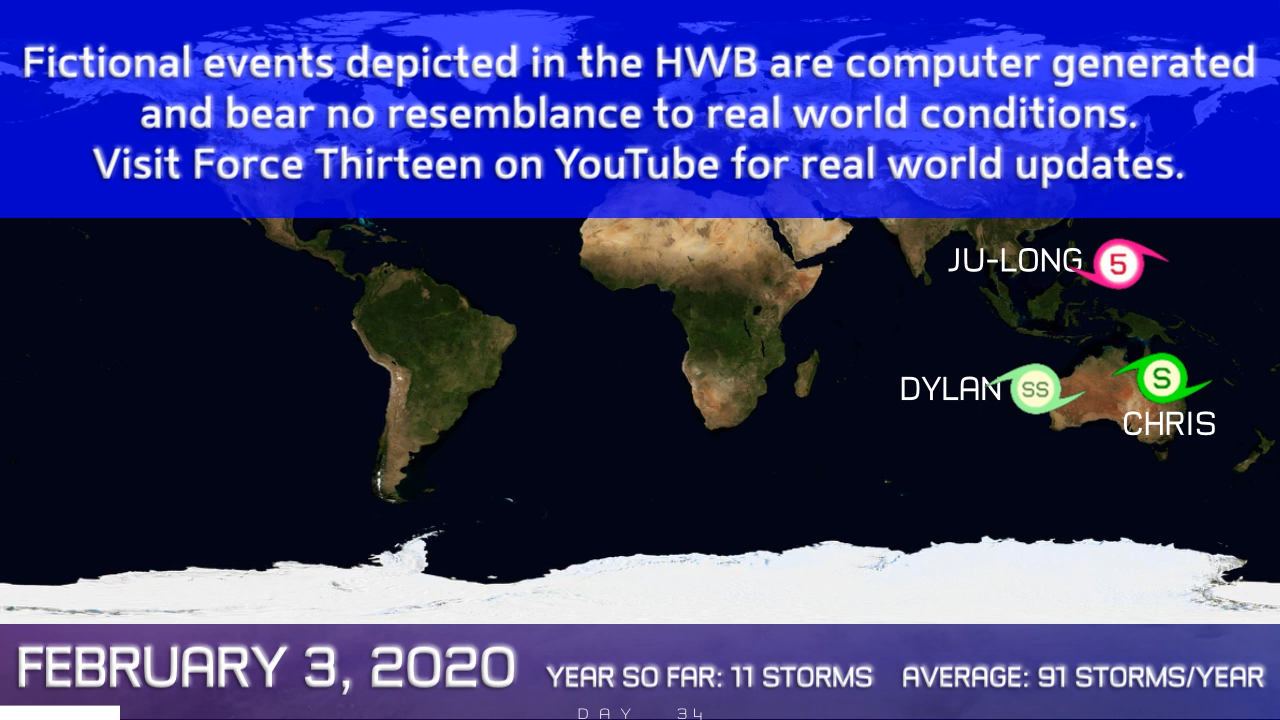 Fictional events depicted in the HWB are computer generated
and bear no resemblance to real world conditions.
Visit Force Thirteen on YouTube for real world updates.
JU-LONG 5
DYLAN SS
S
CHRIS
FEBRUARY 3, 2020 YEAR SO FAR: 11 STORMS AVERAGE: 91 STORMS/YEAR
DAY 34